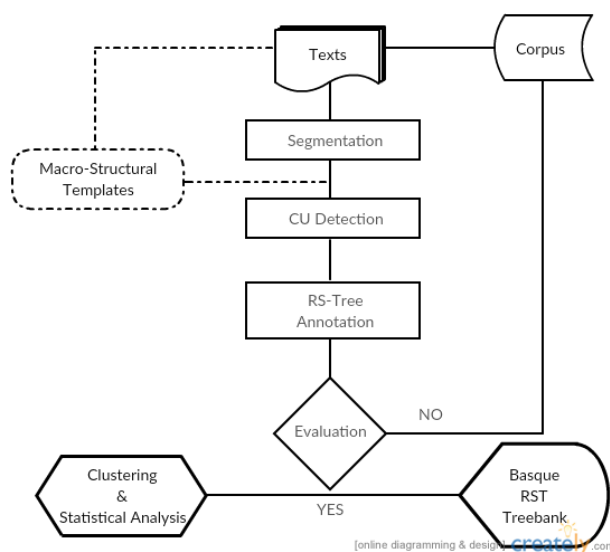 Texts
Corpus
Segmentation
Macro-Structural
Templates
CU Detection
RS-Tree
Annotation
Evaluation
NO
Clustering
&
Statistical Analysis
YES
Basque
RST
Treebank
[online diagramming & design] creately.com